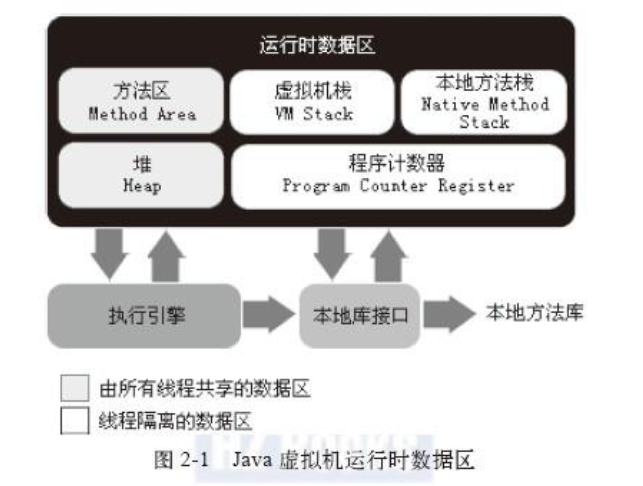 运行时数据区
方法区
Method Area
虚拟机栈
VM Stack
本地方法栈
Native Method
Stack
堆
Heap
程序计数器
Program Counter Register
执行引擎
本地库接口
本地方法库
由所有线程共享的数据区
线程隔离的数据区
图 2-1 Java 虚拟机运行时数据区